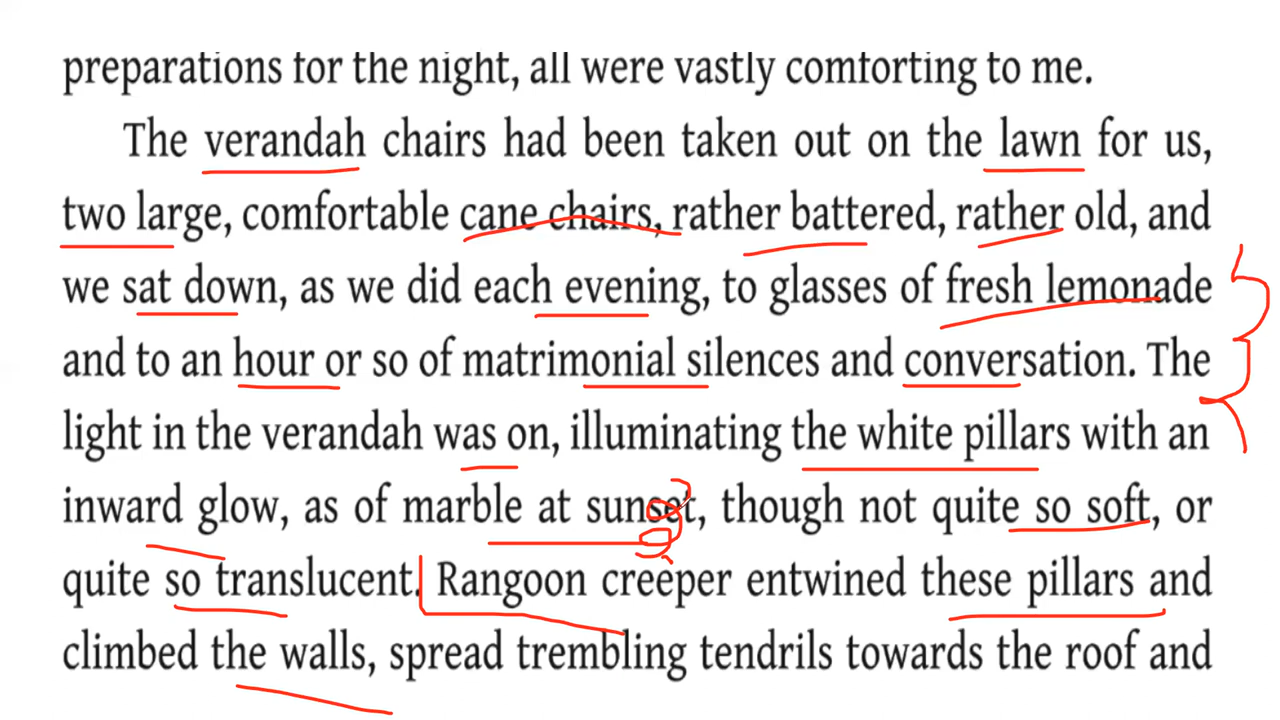 preparations for the night, all were vastly comforting to me.
The verandah chairs had been taken out on the lawn for us,
two large, comfortable cane chairs, rather battered, rather old, and
we sat down, as we did each evening, to glasses of fresh lemonade
and to an hour or so of matrimonial silences and conversation. The
light in the verandah was on, illuminating the white pillars with an
inward glow, as of marble at sunset, though not quite so soft, or
quite so translucent. Rangoon creeper entwined these pillars and
climbed the walls, spread trembling tendrils towards the roof and